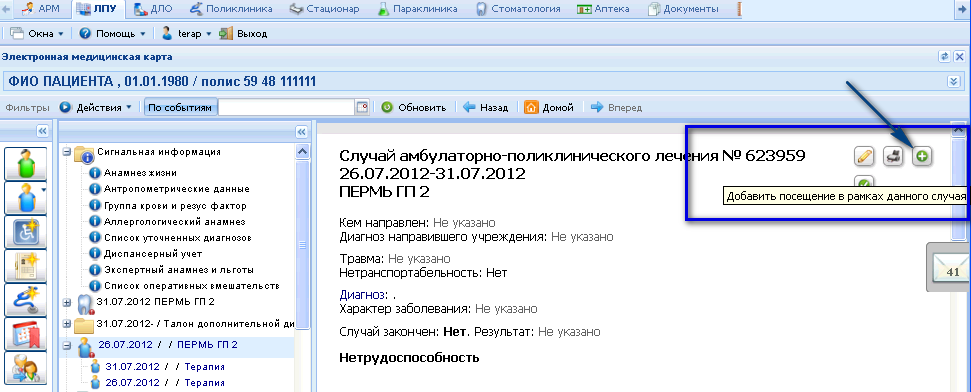 АРМ ЛПУ ДЛО Поликлиника Стационар Параклиника Стоматология Аптека Документы
Окна Помощь terap Выход
Электронная медицинская карта
ФИО ПАЦИЕНТА , 01.01.1980 / полис 59 48 111111
Фильтры Действия По событиям Обновить Назад Домой Вперед
Сигнальная информация
Анамнез жизни
Антропометрические данные
Группа крови и резус фактор
Аллергологический анамнез
Список уточненных диагнозов
Диспансерный учет
Экспертный анамнез и льготы
Список оперативных вмешательств
31.07.2012 ПЕРМЬ ГП 2
31.07.2012- / Талон дополнительной ди
26.07.2012 / / ПЕРМЬ ГП 2
31.07.2012 / / Терапия
26.07.2012 / / Терапия
Случай амбулаторно-поликлинического лечения № 623959
26.07.2012-31.07.2012
ПЕРМЬ ГП 2
Добавить посещение в рамках данного случая
Кем направлен: Не указано
Диагноз направившего учреждения: Не указано
Травма: Не указано
Нетранспортабельность: Нет
Диагноз: .
Характер заболевания: Не указано
Случай закончен: Нет. Результат: Не указано
Нетрудоспособность
41